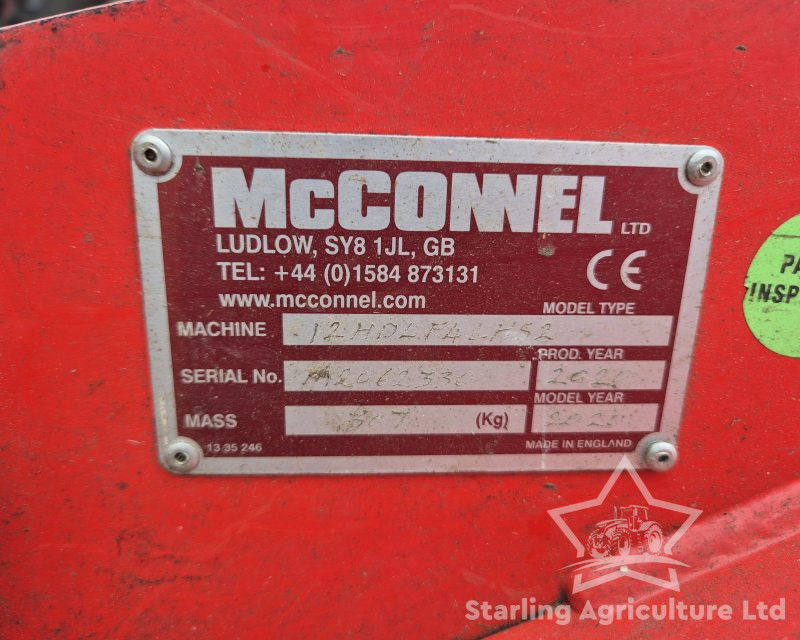 McCONNEL LTD
LUDLOW, SY8 1JL, GB
TEL: +44 (0)1584 873131
www.mcconnel.com
CE
MODEL TYPE
MACHINE
PROD. YEAR
SERIAL No.
MODEL YEAR
MASS (Kg)
13 35 246
MADE IN ENGLAND
Starling Agriculture Ltd